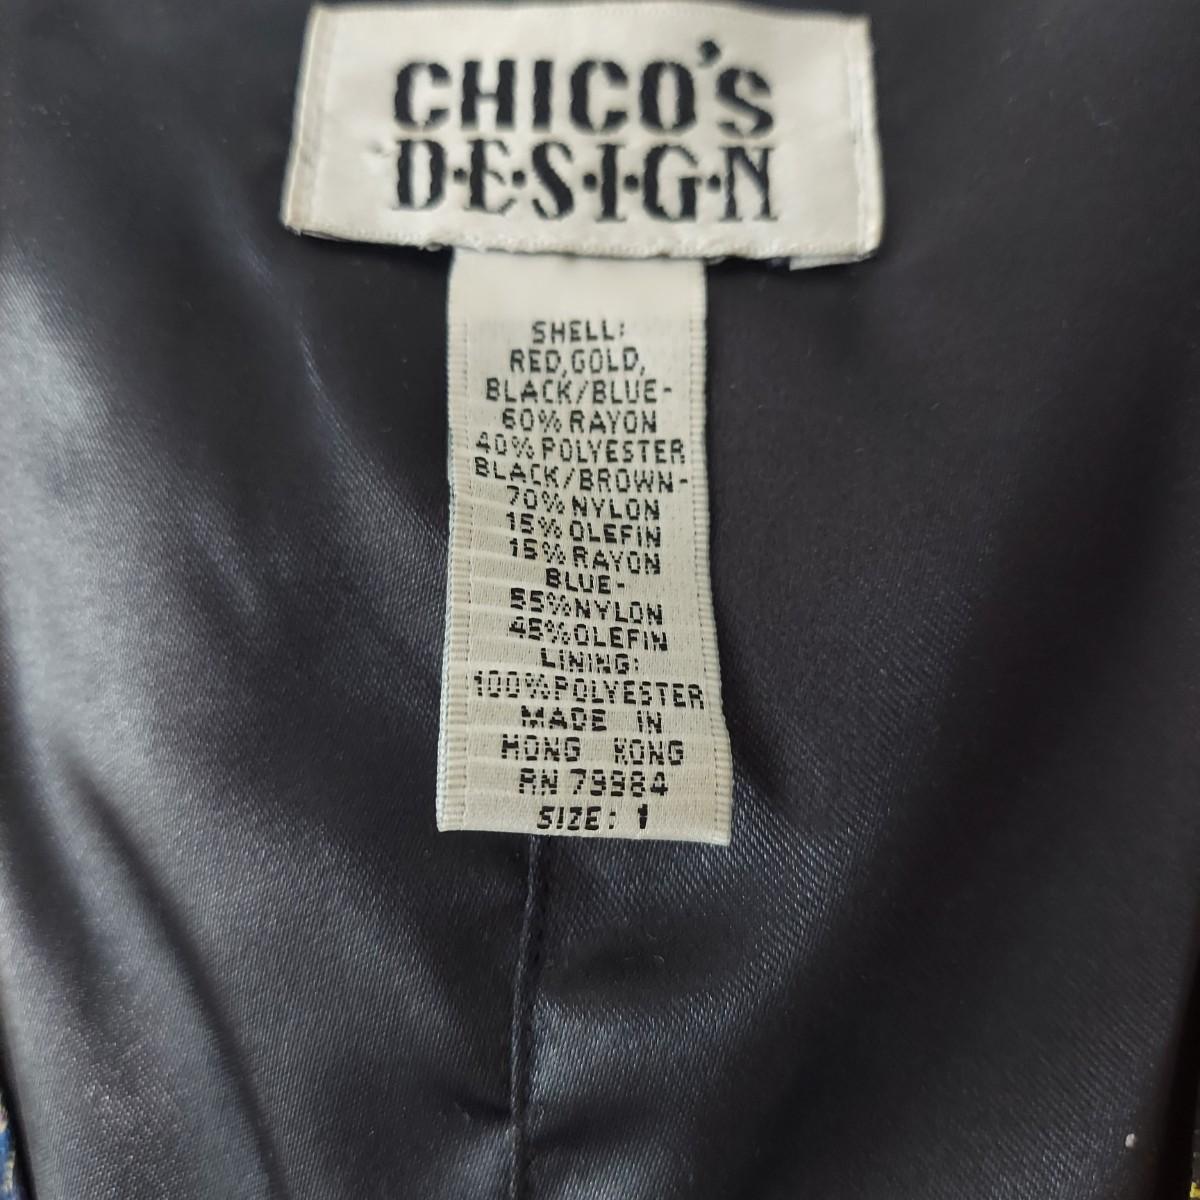 CHICO'S
D·E·S·I·G·N
SHELL:
RED,GOLD,
BLACK/BLUE-
60% RAYON
40% POLYESTER
BLACK/BROWN-
70% NYLON
15% OLEFIN
15% RAYON
BLUE-
55% NYLON
45% OLEFIN
LINING:
100% POLYESTER
MADE IN
HONG KONG
RN 79984
SIZE: 1